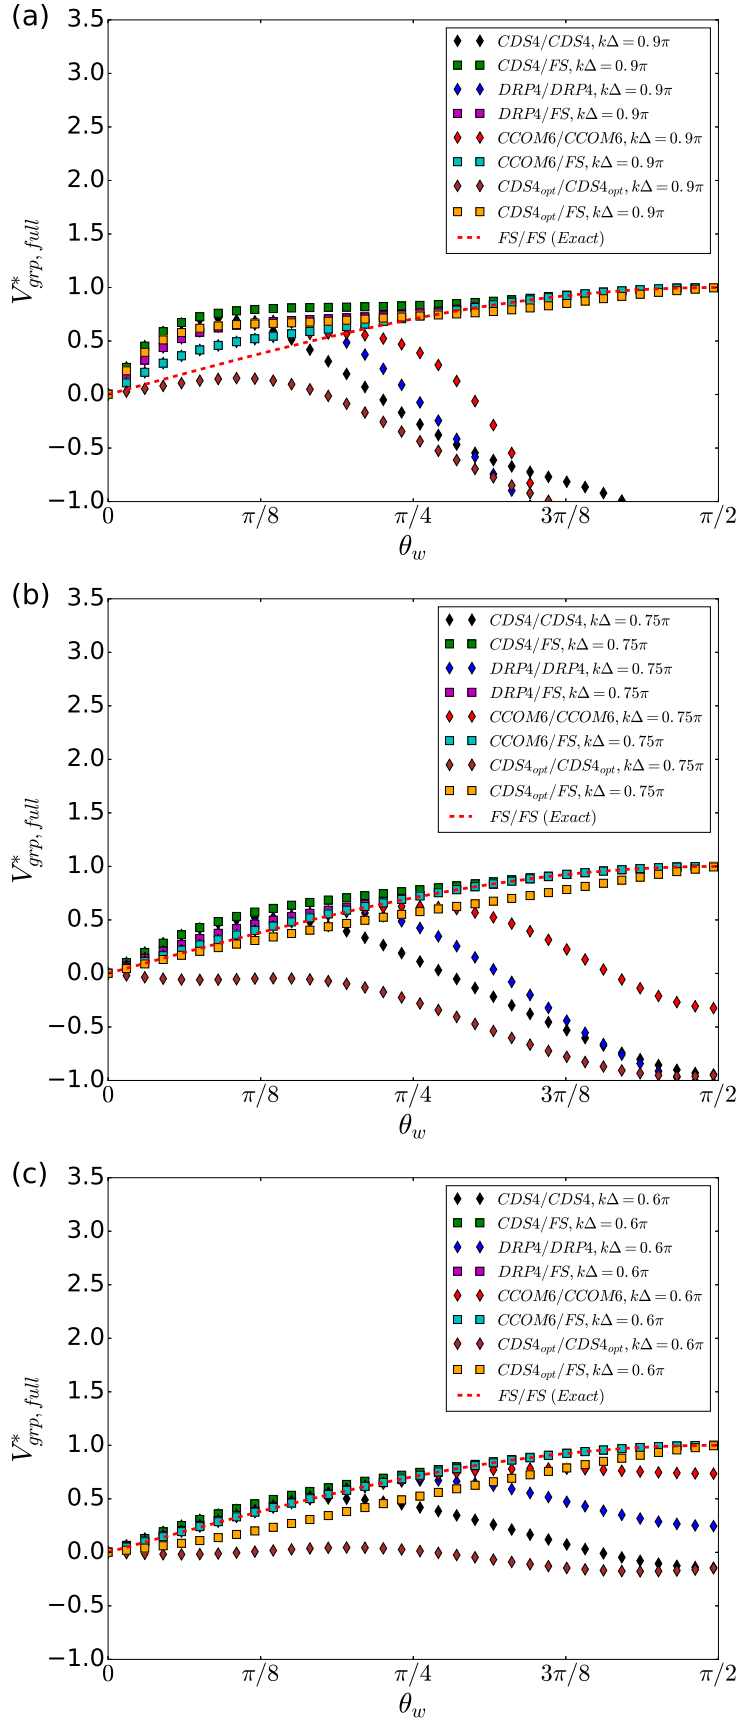 (a)
3.5
3.0
2.5
2.0
1.5
1.0
0.5
0.0
−0.5
−1.0
V*grp, full
CDS4/CDS4, kΔ = 0.9π
CDS4/FS, kΔ = 0.9π
DRP4/DRP4, kΔ = 0.9π
DRP4/FS, kΔ = 0.9π
CCOM6/CCOM6, kΔ = 0.9π
CCOM6/FS, kΔ = 0.9π
CDS4opt/CDS4opt, kΔ = 0.9π
CDS4opt/FS, kΔ = 0.9π
FS/FS (Exact)
0 π/8 π/4 3π/8 π/2
θw
(b)
3.5
3.0
2.5
2.0
1.5
1.0
0.5
0.0
−0.5
−1.0
V*grp, full
CDS4/CDS4, kΔ = 0.75π
CDS4/FS, kΔ = 0.75π
DRP4/DRP4, kΔ = 0.75π
DRP4/FS, kΔ = 0.75π
CCOM6/CCOM6, kΔ = 0.75π
CCOM6/FS, kΔ = 0.75π
CDS4opt/CDS4opt, kΔ = 0.75π
CDS4opt/FS, kΔ = 0.75π
FS/FS (Exact)
0 π/8 π/4 3π/8 π/2
θw
(c)
3.5
3.0
2.5
2.0
1.5
1.0
0.5
0.0
−0.5
−1.0
V*grp, full
CDS4/CDS4, kΔ = 0.6π
CDS4/FS, kΔ = 0.6π
DRP4/DRP4, kΔ = 0.6π
DRP4/FS, kΔ = 0.6π
CCOM6/CCOM6, kΔ = 0.6π
CCOM6/FS, kΔ = 0.6π
CDS4opt/CDS4opt, kΔ = 0.6π
CDS4opt/FS, kΔ = 0.6π
FS/FS (Exact)
0 π/8 π/4 3π/8 π/2
θw